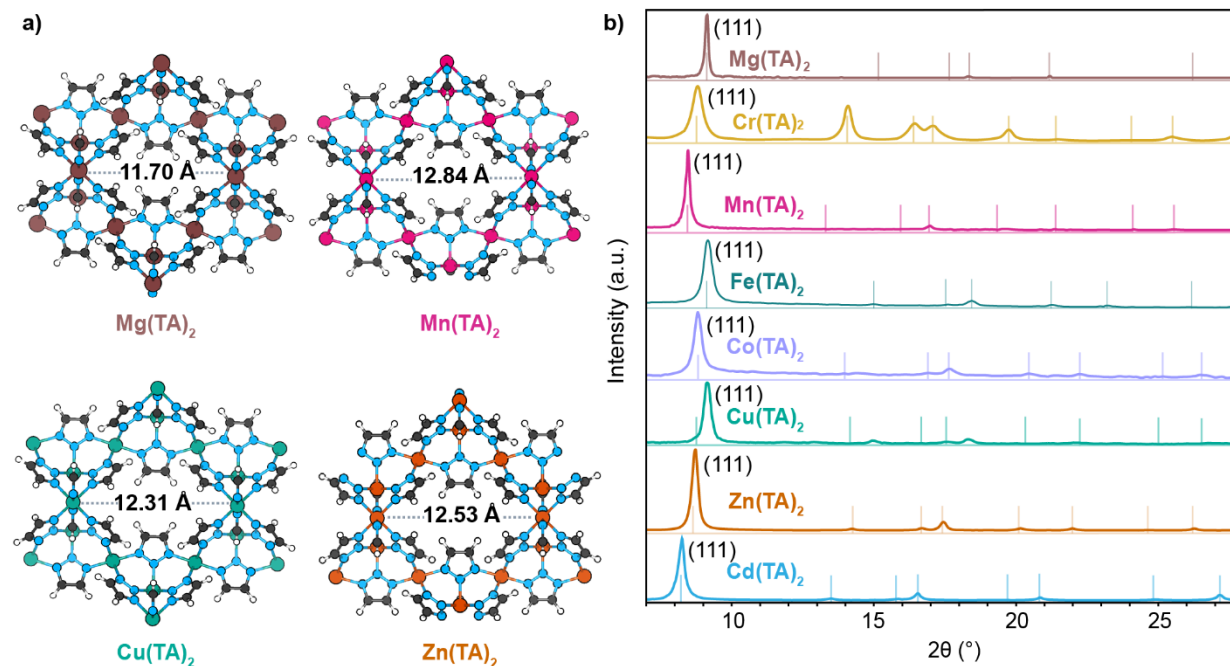 a)
11.70 Å
Mg(TA)₂
12.84 Å
Mn(TA)₂
12.31 Å
Cu(TA)₂
12.53 Å
Zn(TA)₂
b)
Intensity (a.u.)
(111)
Mg(TA)₂
(111)
Cr(TA)₂
(111)
Mn(TA)₂
(111)
Fe(TA)₂
(111)
Co(TA)₂
(111)
Cu(TA)₂
(111)
Zn(TA)₂
(111)
Cd(TA)₂
10 15 20 25
2θ (°)